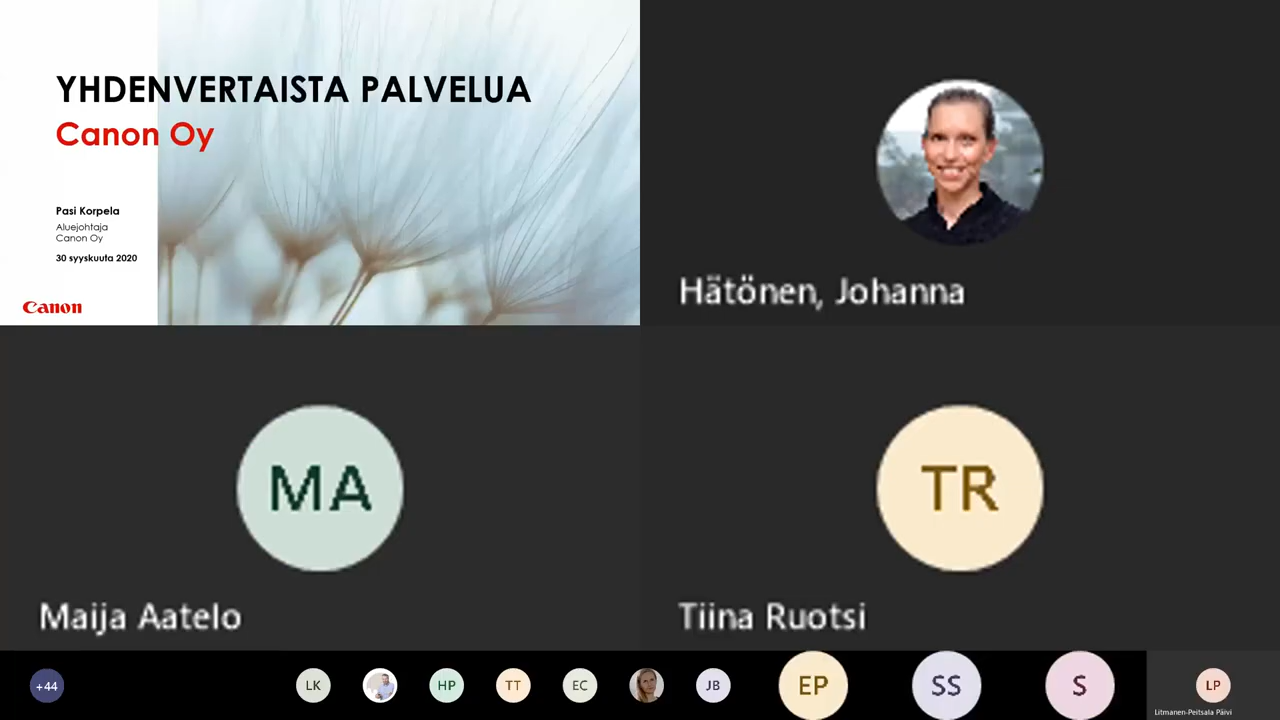 YHDENVERTAISTA PALVELUA
Canon Oy
Pasi Korpela
Aluejohtaja
Canon Oy
30 syyskuuta 2020
Canon
Hätönen, Johanna
MA
Maija Aatelo
TR
Tiina Ruotsi
+44
LK
HP
TT
EC
JB
EP
SS
S
LP
Litmanen-Peitsala Päivi